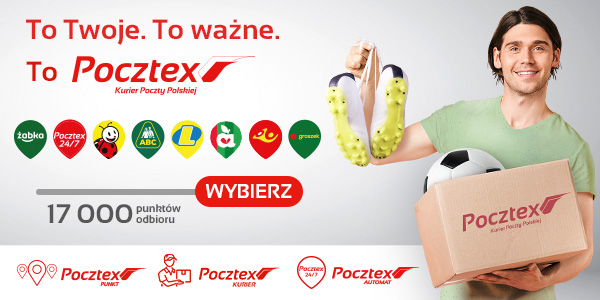 To Twoje. To ważne.
To Pocztex
Kurier Poczty Polskiej
żabka
Pocztex
24/7
ABC
L
groszek
WYBIERZ
17 000 punktów
odbioru
Pocztex
Kurier Poczty Polskiej
Pocztex
PUNKT
Pocztex
KURIER
Pocztex
24/7
Pocztex
AUTOMAT